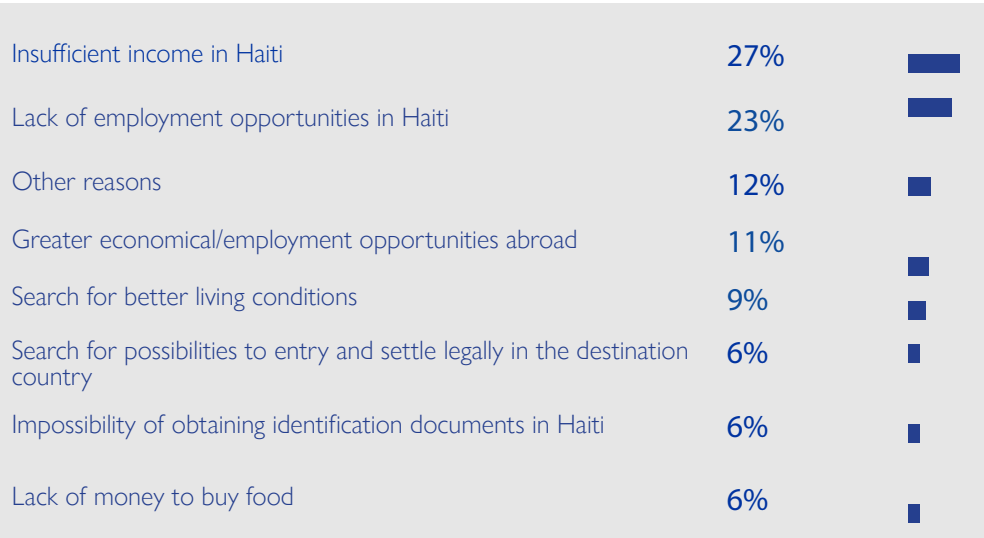 Insufficient income in Haiti 27%
Lack of employment opportunities in Haiti 23%
Other reasons 12%
Greater economical/employment opportunities abroad 11%
Search for better living conditions 9%
Search for possibilities to entry and settle legally in the destination 6%
country
Impossibility of obtaining identification documents in Haiti 6%
Lack of money to buy food 6%